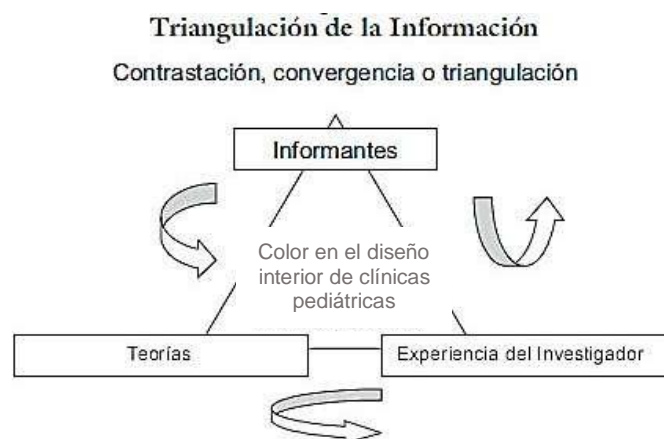 Triangulación de la Información
Contrastación, convergencia o triangulación
Informantes
Color en el diseño
interior de clínicas
pediátricas
Teorías
Experiencia del Investigador